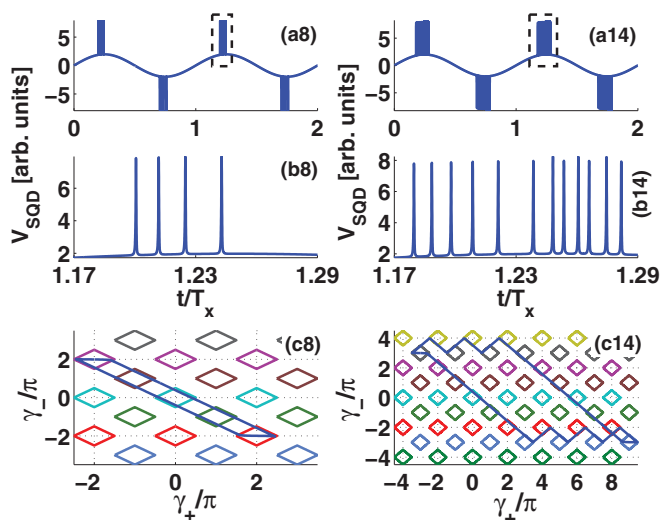 (a8)
5
0
−5
0
1
2
(a14)
0
1
2
V_SQD [arb. units]
(b8)
8
6
4
2
1.17
1.23
1.29
t/T_x
V_SQD [arb. units]
(b14)
8
6
4
2
1.17
1.23
1.29
t/T_x
(c8)
γ_−/π
2
0
−2
−2
0
2
γ_+/π
(c14)
γ_−/π
4
2
0
−2
−4
−4
−2
0
2
4
6
8
γ_+/π